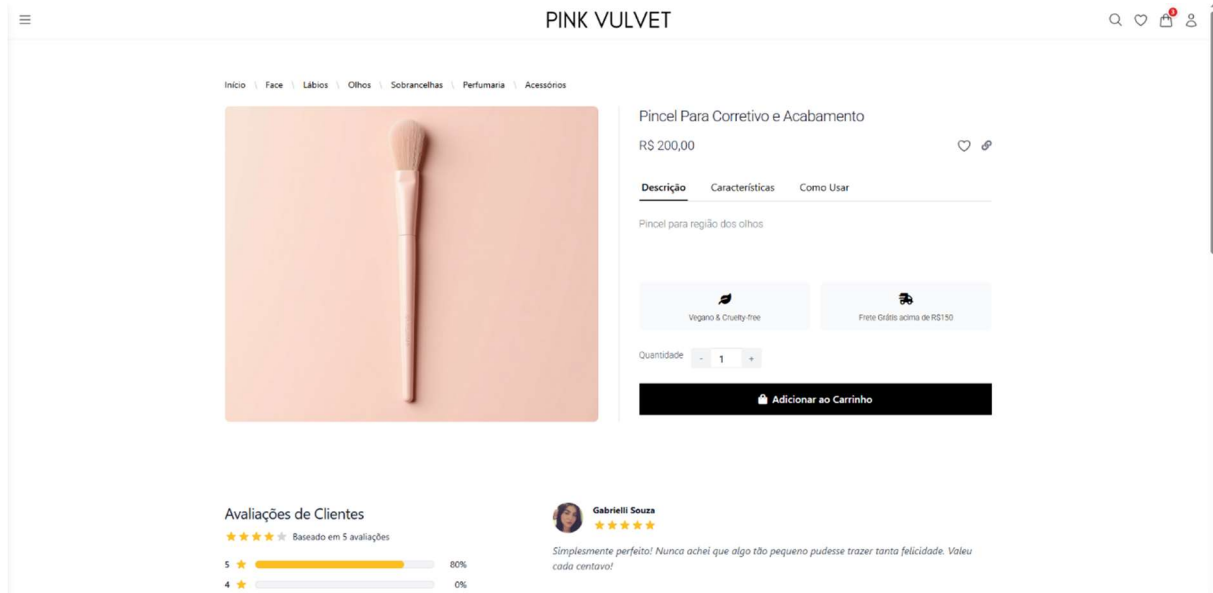 PINK VULVET
3
Início \ Face \ Lábios \ Olhos \ Sobrancelhas \ Perfumaria \ Acessórios
Pincel Para Corretivo e Acabamento
R$ 200,00
Descrição Características Como Usar
Pincel para região dos olhos
Vegano & Cruelty-free Frete Grátis acima de R$150
Quantidade - 1 +
Adicionar ao Carrinho
Avaliações de Clientes
Baseado em 5 avaliações
5 80%
4 0%
Gabrielli Souza
Simplesmente perfeito! Nunca achei que algo tão pequeno pudesse trazer tanta felicidade. Valeu
cada centavo!